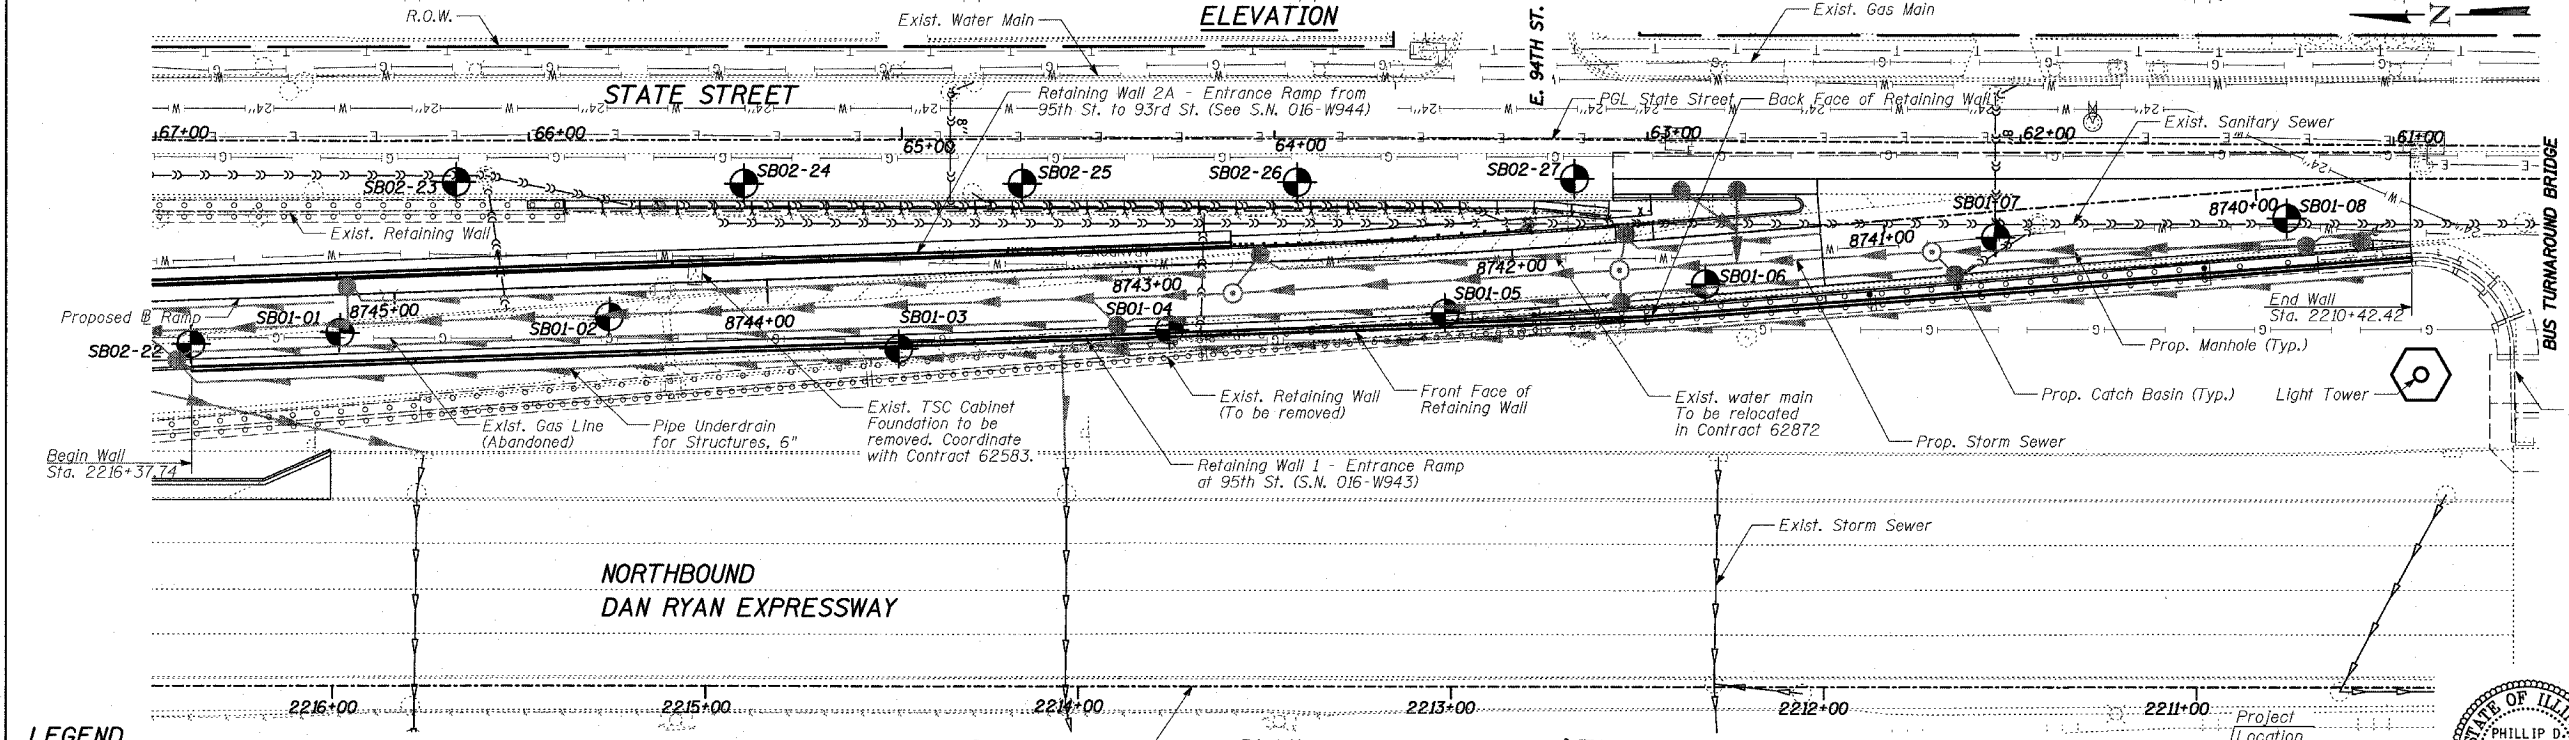 R.O.W.
Exist. Water Main
ELEVATION
E. 94TH ST.
Exist. Gas Main
N
STATE STREET
Retaining Wall 2A - Entrance Ramp from
95th St. to 93rd St. (See S.N. 016-W944)
PGL State Street
Back Face of Retaining Wall
Exist. Sanitary Sewer
67+00
66+00
65+00
64+00
63+00
62+00
61+00
8"
8"
SB02-23
SB02-24
SB02-25
SB02-26
SB02-27
SB01-07
8740+00
SB01-08
BUS TURNAROUND BRIDGE
Exist. Retaining Wall
8741+00
8742+00
8743+00
SB01-06
SB01-05
Proposed ⅊ Ramp
SB01-01
8745+00
SB01-02
8744+00
SB01-03
SB01-04
SB02-22
End Wall
Sta. 2210+42.42
Prop. Manhole (Typ.)
Exist. Gas Line
(Abandoned)
Pipe Underdrain
for Structures, 6"
Exist. TSC Cabinet
Foundation to be
removed. Coordinate
with Contract 62583.
Exist. Retaining Wall
(To be removed)
Front Face of
Retaining Wall
Exist. water main
To be relocated
in Contract 62872
Prop. Storm Sewer
Prop. Catch Basin (Typ.)
Light Tower
Begin Wall
Sta. 2216+37.74
Retaining Wall 1 - Entrance Ramp
at 95th St. (S.N. 016-W943)
Exist. Storm Sewer
NORTHBOUND
DAN RYAN EXPRESSWAY
2216+00
2215+00
2214+00
2213+00
2212+00
2211+00
Project
Location
STATE OF ILLI
PHILLIP D.
LEGEND